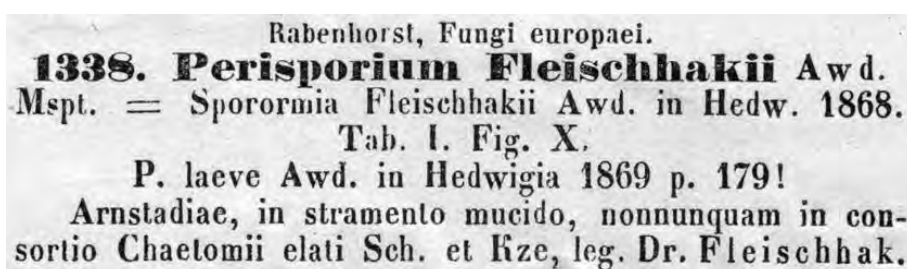 Rabenhorst, Fungi europaei.
1338. Perisporium Fleischhakii Awd.
Mspt. = Sporormia Fleischhakii Awd. in Hedw. 1868.
Tab. I. Fig. X.
P. laeve Awd. in Hedwigia 1869 p. 179!
Arnstadiae, in stramento mucido, nonnunquam in con-
sortio Chaetomii elati Sch. et Kze, leg. Dr. Fleischhak.